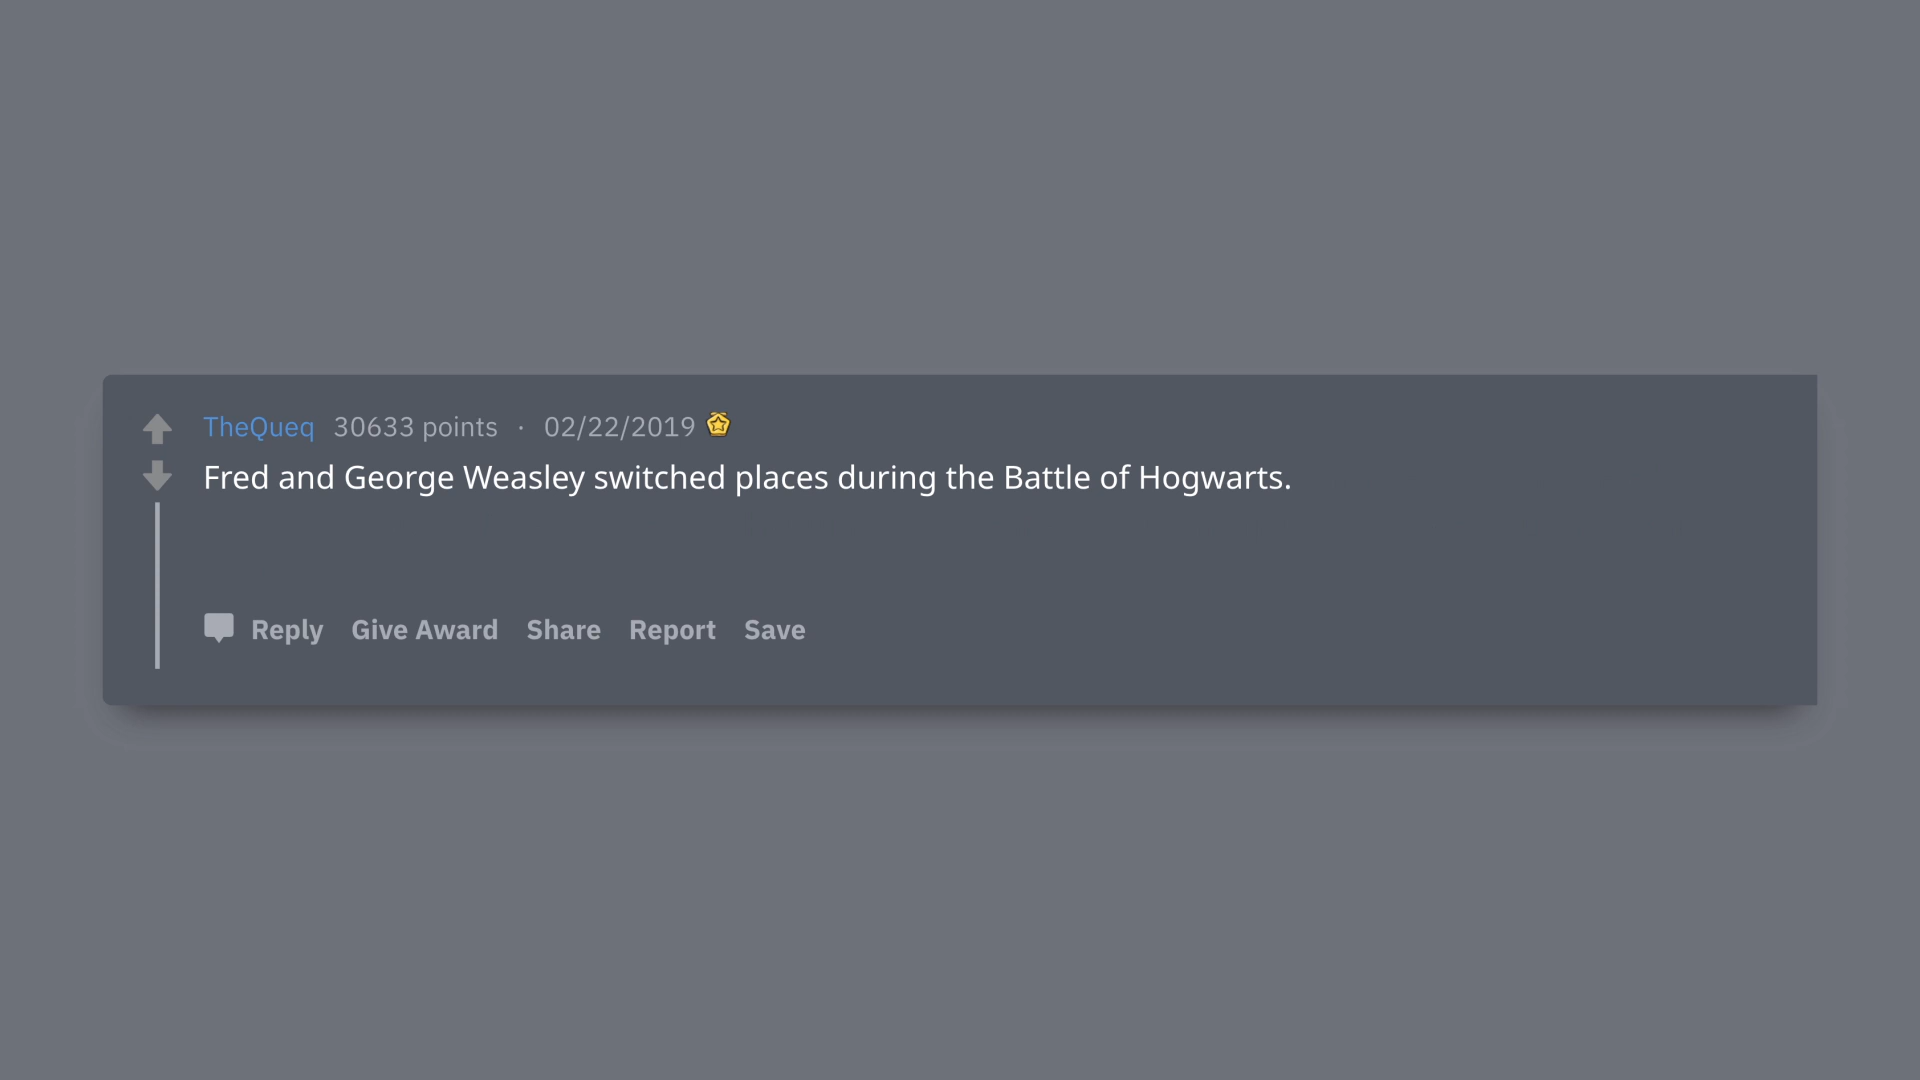 TheQueq 30633 points · 02/22/2019
Fred and George Weasley switched places during the Battle of Hogwarts.
Reply Give Award Share Report Save